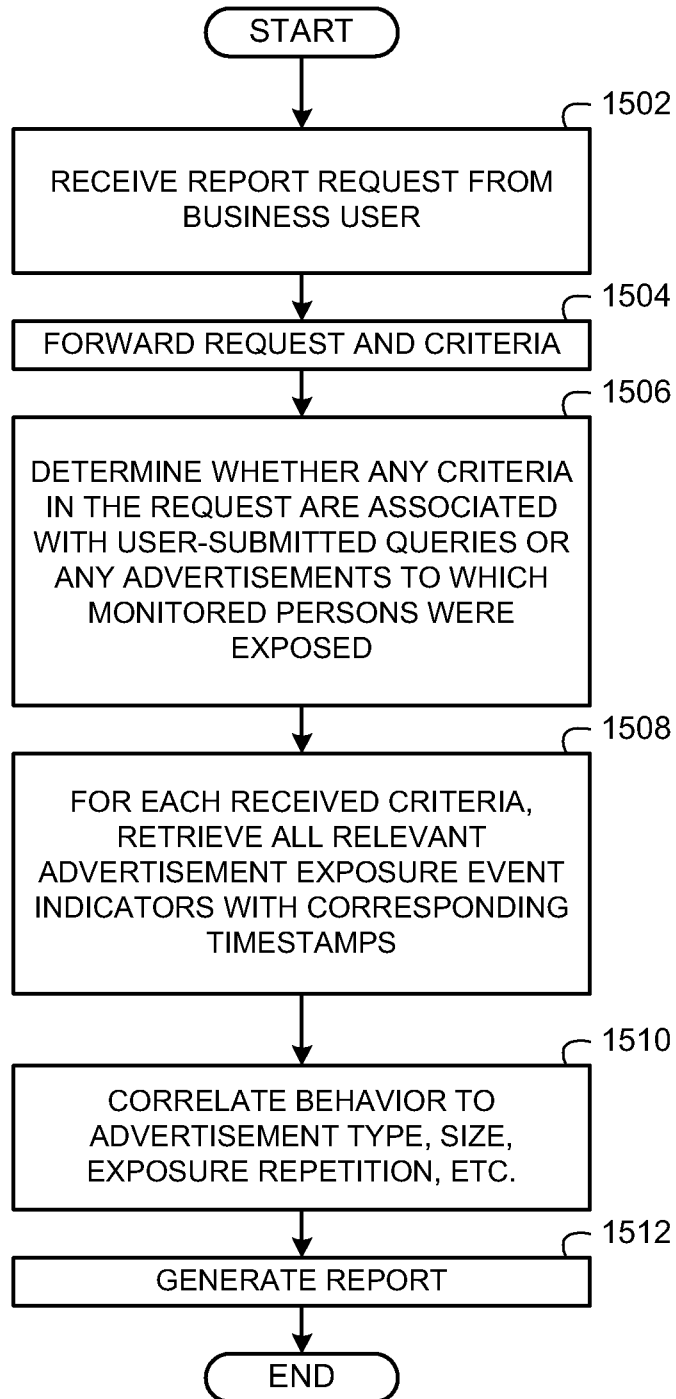 START
1502
RECEIVE REPORT REQUEST FROM
BUSINESS USER
1504
FORWARD REQUEST AND CRITERIA
1506
DETERMINE WHETHER ANY CRITERIA
IN THE REQUEST ARE ASSOCIATED
WITH USER-SUBMITTED QUERIES OR
ANY ADVERTISEMENTS TO WHICH
MONITORED PERSONS WERE
EXPOSED
1508
FOR EACH RECEIVED CRITERIA,
RETRIEVE ALL RELEVANT
ADVERTISEMENT EXPOSURE EVENT
INDICATORS WITH CORRESPONDING
TIMESTAMPS
1510
CORRELATE BEHAVIOR TO
ADVERTISEMENT TYPE, SIZE,
EXPOSURE REPETITION, ETC.
1512
GENERATE REPORT
END